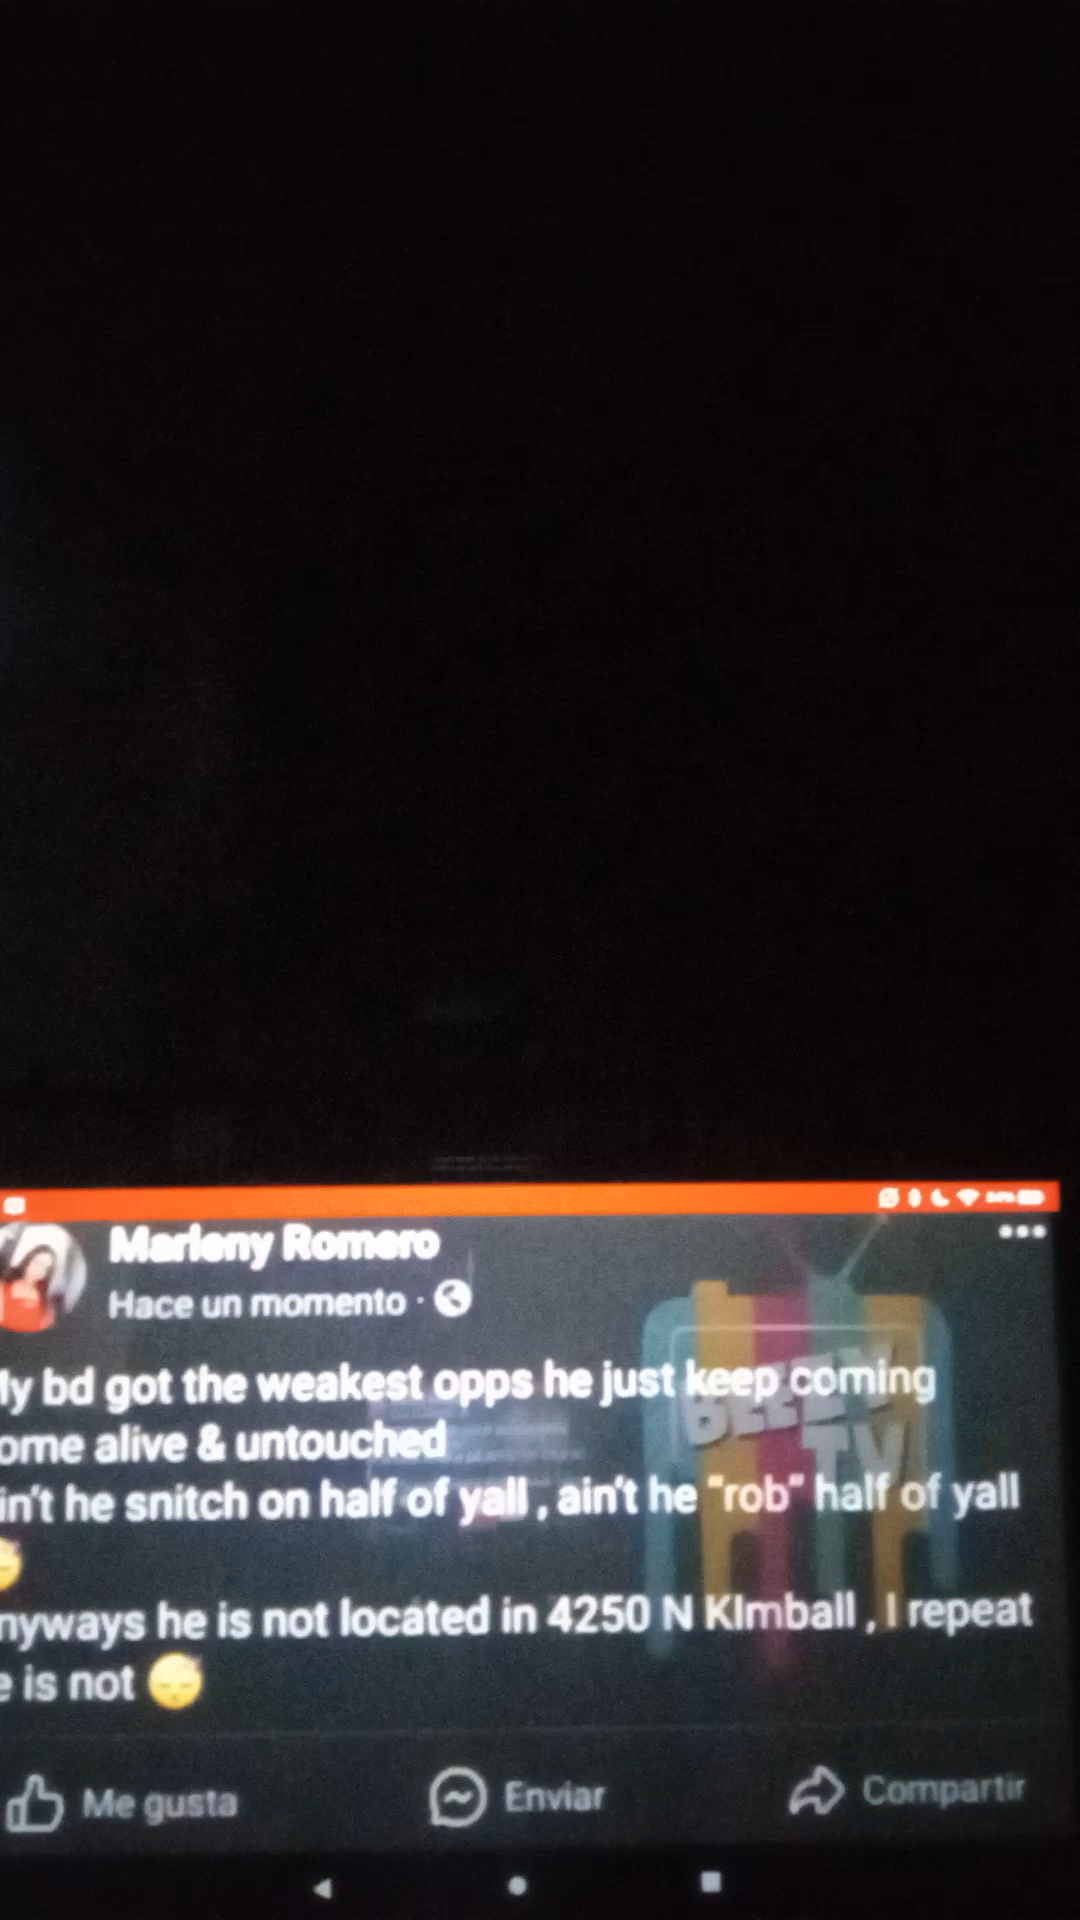 Marleny Romero
Hace un momento ·
ly bd got the weakest opps he just keep coming
ome alive & untouched
in't he snitch on half of yall , ain't he "rob" half of yall
nyways he is not located in 4250 N KImball , I repeat
e is not
Me gusta
Enviar
Compartir
TV